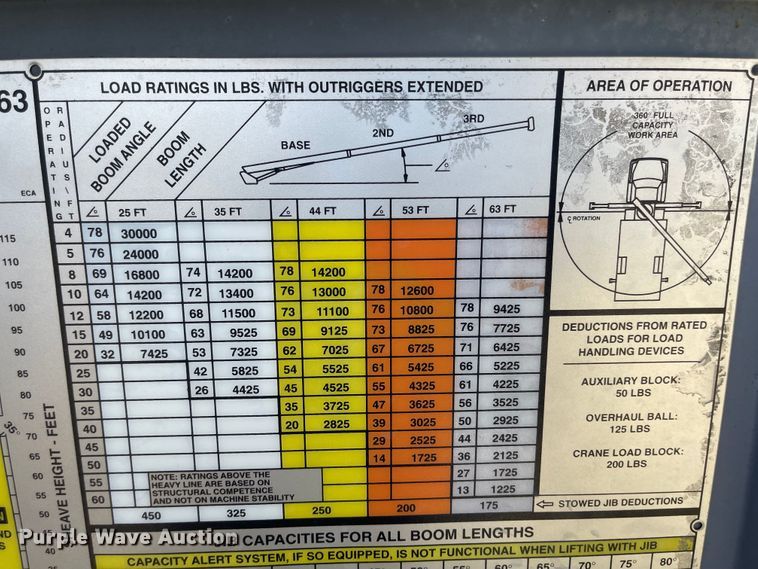 LOAD RATINGS IN LBS. WITH OUTRIGGERS EXTENDED
AREA OF OPERATION
63
ECA
OPERATING
RADIUS\FT
LOADED
BOOM ANGLE
BOOM
LENGTH
BASE
2ND
3RD
25 FT 35 FT 44 FT 53 FT 63 FT
4 78 30000
5 76 24000
8 69 16800 74 14200 78 14200
10 64 14200 72 13400 76 13000 78 12600
12 58 12200 68 11500 73 11100 76 10800 78 9425
15 49 10100 63 9525 69 9125 73 8825 76 7725
20 32 7425 53 7325 62 7025 67 6725 71 6425
25 42 5825 54 5525 61 5425 66 5225
30 26 4425 45 4525 55 4325 61 4225
35 35 3725 47 3625 56 3525
40 20 2825 39 3025 50 2925
45 29 2525 44 2425
50 14 1725 36 2125
55 27 1725
60 13 1225
NOTE: RATINGS ABOVE THE
HEAVY LINE ARE BASED ON
STRUCTURAL COMPETENCE
AND NOT ON MACHINE STABILITY
450 325 250 200 175 STOWED JIB DEDUCTIONS
360° FULL
CAPACITY
WORK AREA
℄ ROTATION
DEDUCTIONS FROM RATED
LOADS FOR LOAD
HANDLING DEVICES
AUXILIARY BLOCK:
50 LBS
OVERHAUL BALL:
125 LBS
CRANE LOAD BLOCK:
200 LBS
115
110
105
100
95
90
85
80
75
70
65
60
55
50
45
40
35°
EAVE HEIGHT - FEET
CAPACITIES FOR ALL BOOM LENGTHS
CAPACITY ALERT SYSTEM, IF SO EQUIPPED, IS NOT FUNCTIONAL WHEN LIFTING WITH JIB
55° 60° 65° 70° 75° 80°
Purple Wave Auction